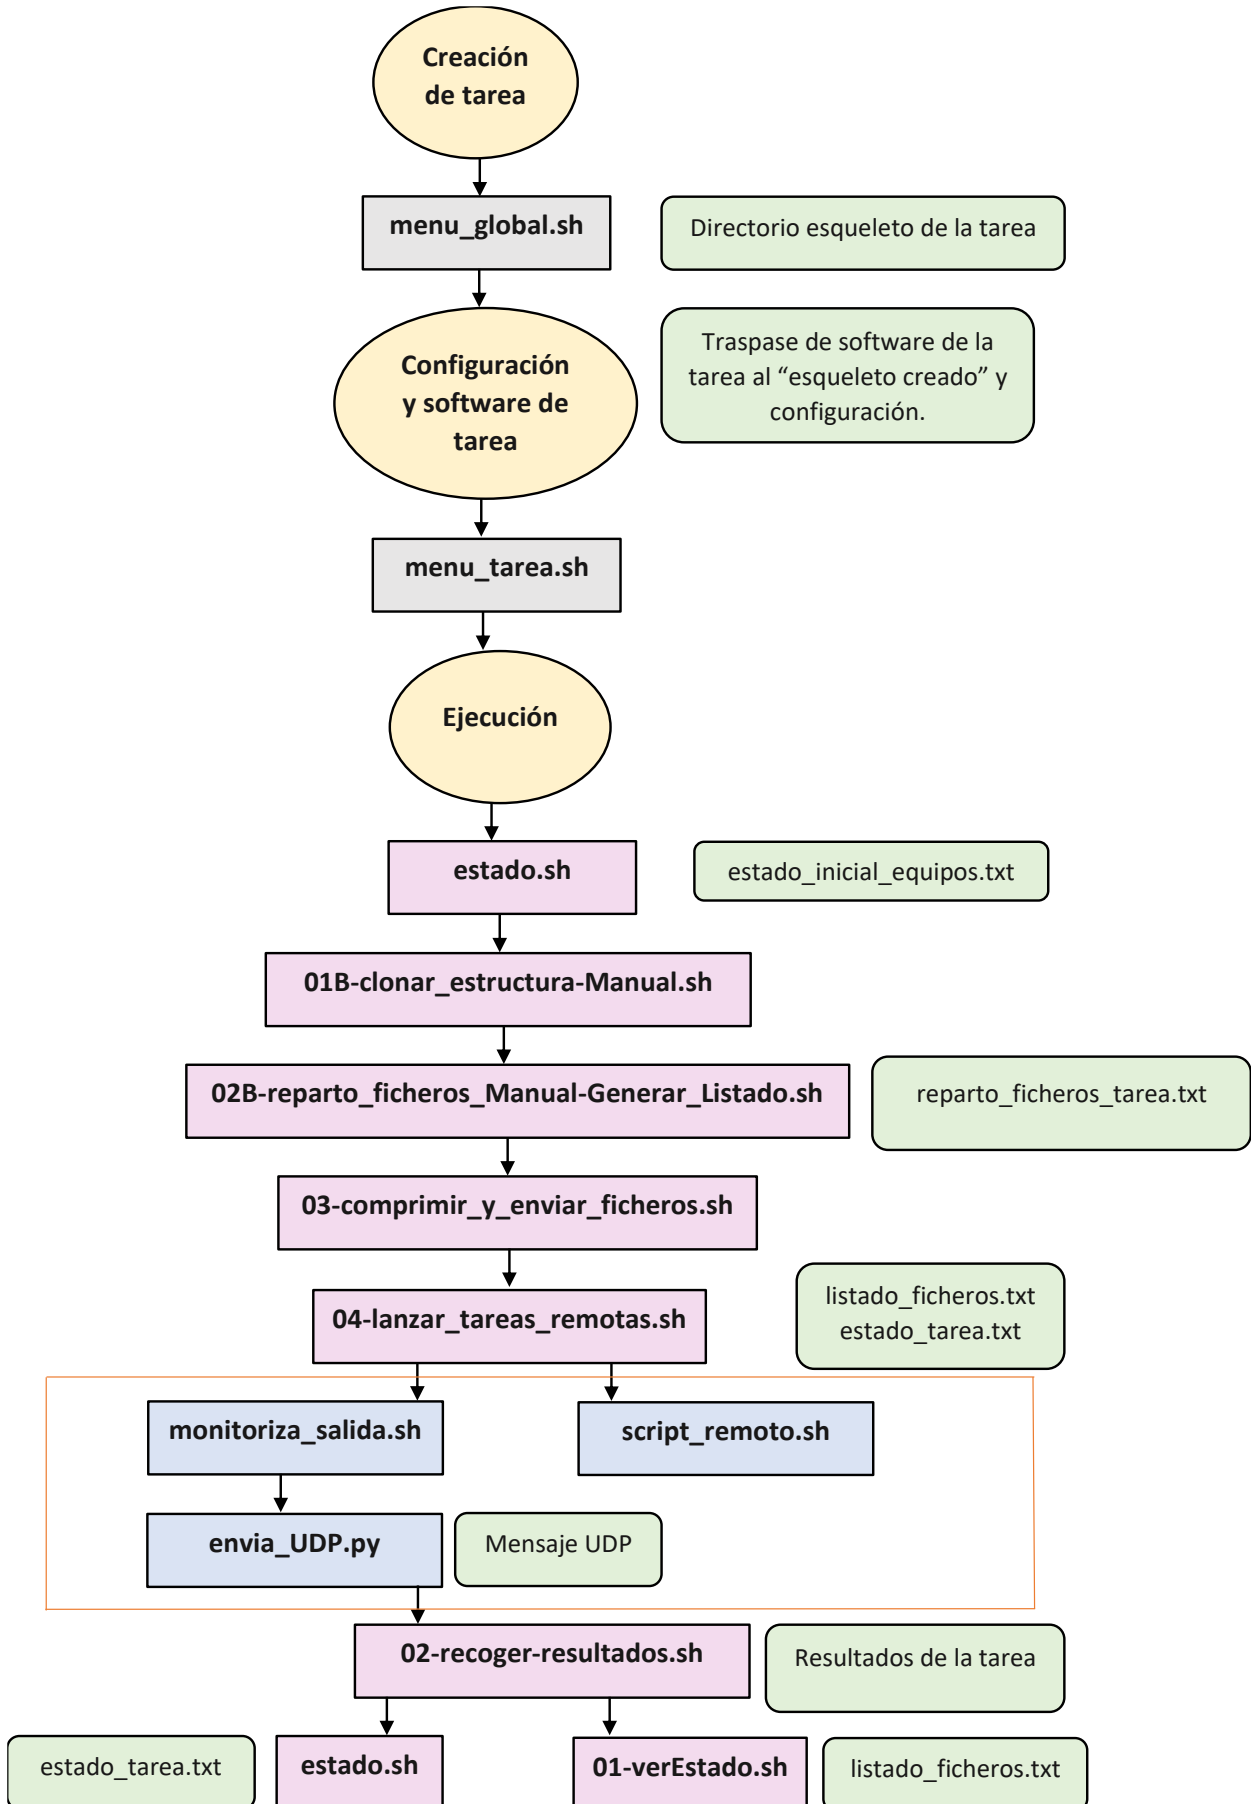 Creación
de tarea
menu_global.sh
Directorio esqueleto de la tarea
Configuración
y software de
tarea
Traspase de software de la
tarea al “esqueleto creado” y
configuración.
menu_tarea.sh
Ejecución
estado.sh
estado_inicial_equipos.txt
01B-clonar_estructura-Manual.sh
02B-reparto_ficheros_Manual-Generar_Listado.sh
reparto_ficheros_tarea.txt
03-comprimir_y_enviar_ficheros.sh
04-lanzar_tareas_remotas.sh
listado_ficheros.txt
estado_tarea.txt
monitoriza_salida.sh
script_remoto.sh
envia_UDP.py
Mensaje UDP
02-recoger-resultados.sh
Resultados de la tarea
estado_tarea.txt
estado.sh
01-verEstado.sh
listado_ficheros.txt